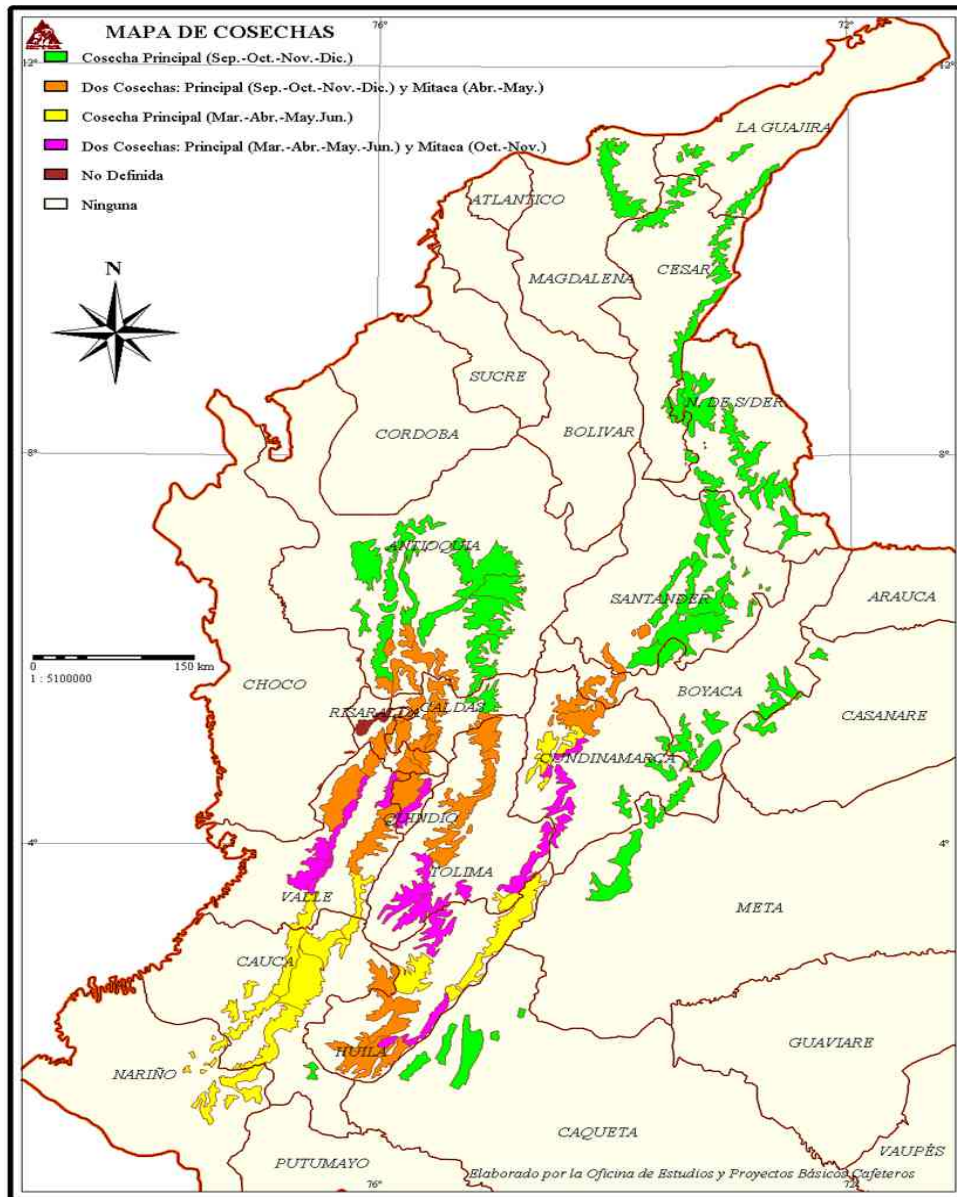 MAPA DE COSECHAS
Cosecha Principal (Sep.-Oct.-Nov.-Dic.)
Dos Cosechas: Principal (Sep.-Oct.-Nov.-Dic.) y Mitaca (Abr.-May.)
Cosecha Principal (Mar.-Abr.-May.Jun.)
Dos Cosechas: Principal (Mar.-Abr.-May.-Jun.) y Mitaca (Oct.-Nov.)
No Definida
Ninguna
76°
72°
12°
12°
N
LA GUAJIRA
ATLANTICO
MAGDALENA
CESAR
SUCRE
N. DE S/DER
CORDOBA
BOLIVAR
8°
8°
ANTIOQUIA
SANTANDER
ARAUCA
0
150 km
1 : 5100000
CHOCO
BOYACA
RISARALDA
CALDAS
CASANARE
CUNDINAMARCA
QUINDIO
4°
4°
TOLIMA
VALLE
META
CAUCA
HUILA
GUAVIARE
NARIÑO
CAQUETA
VAUPÉS
PUTUMAYO
Elaborado por la Oficina de Estudios y Proyectos Básicos Cafeteros
76°
72°